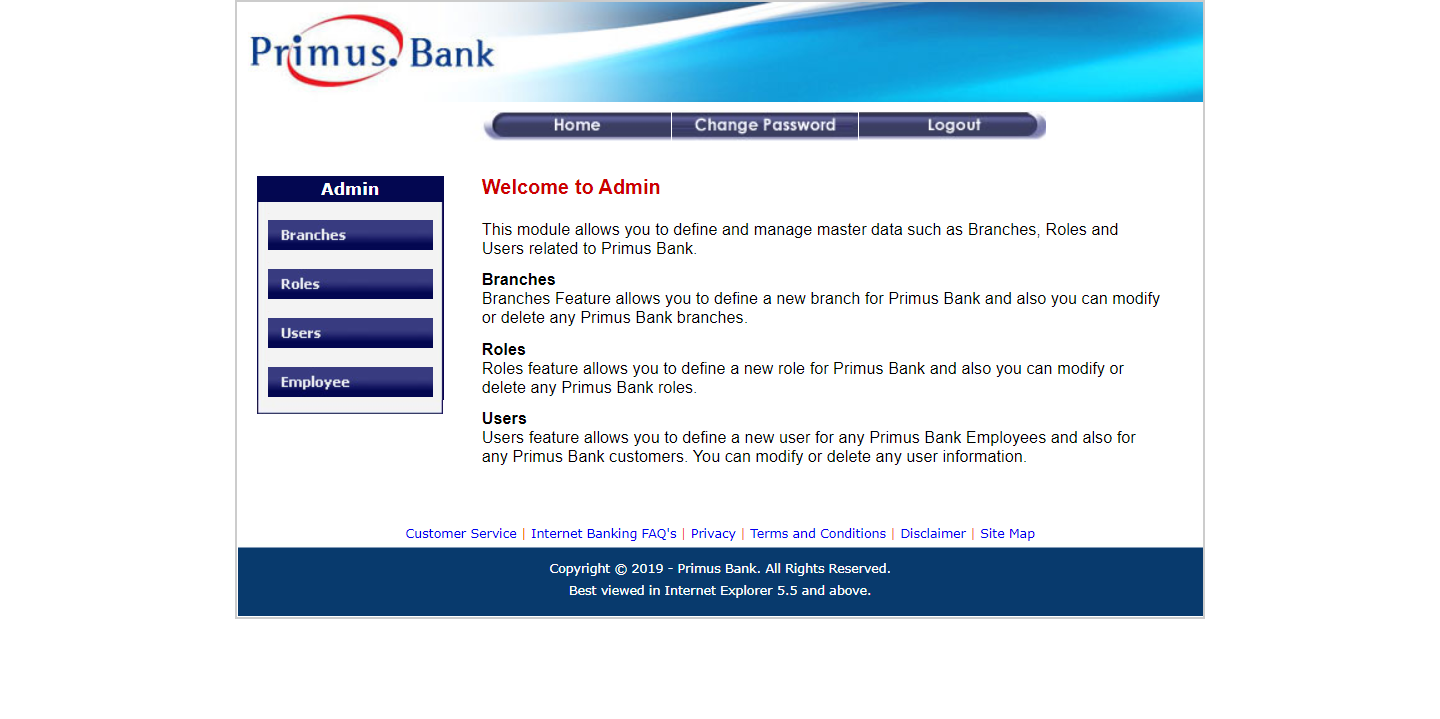 Primus. Bank
Home
Change Password
Logout
Admin
Branches
Roles
Users
Employee
Welcome to Admin
This module allows you to define and manage master data such as Branches, Roles and
Users related to Primus Bank.
Branches
Branches Feature allows you to define a new branch for Primus Bank and also you can modify
or delete any Primus Bank branches.
Roles
Roles feature allows you to define a new role for Primus Bank and also you can modify or
delete any Primus Bank roles.
Users
Users feature allows you to define a new user for any Primus Bank Employees and also for
any Primus Bank customers. You can modify or delete any user information.
Customer Service | Internet Banking FAQ's | Privacy | Terms and Conditions | Disclaimer | Site Map
Copyright © 2019 - Primus Bank. All Rights Reserved.
Best viewed in Internet Explorer 5.5 and above.